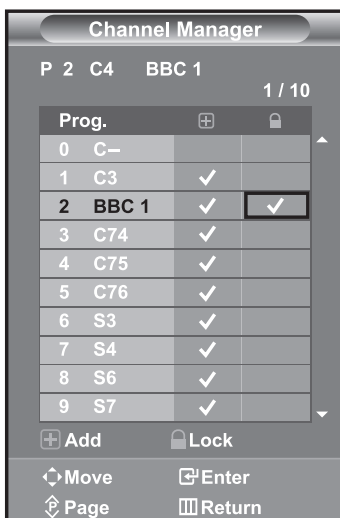 Channel Manager
P 2 C4 BBC 1
1 / 10
Prog.
0 C–
1 C3
2 BBC 1
3 C74
4 C75
5 C76
6 S3
7 S4
8 S6
9 S7
Add Lock
Move Enter
P Page Return